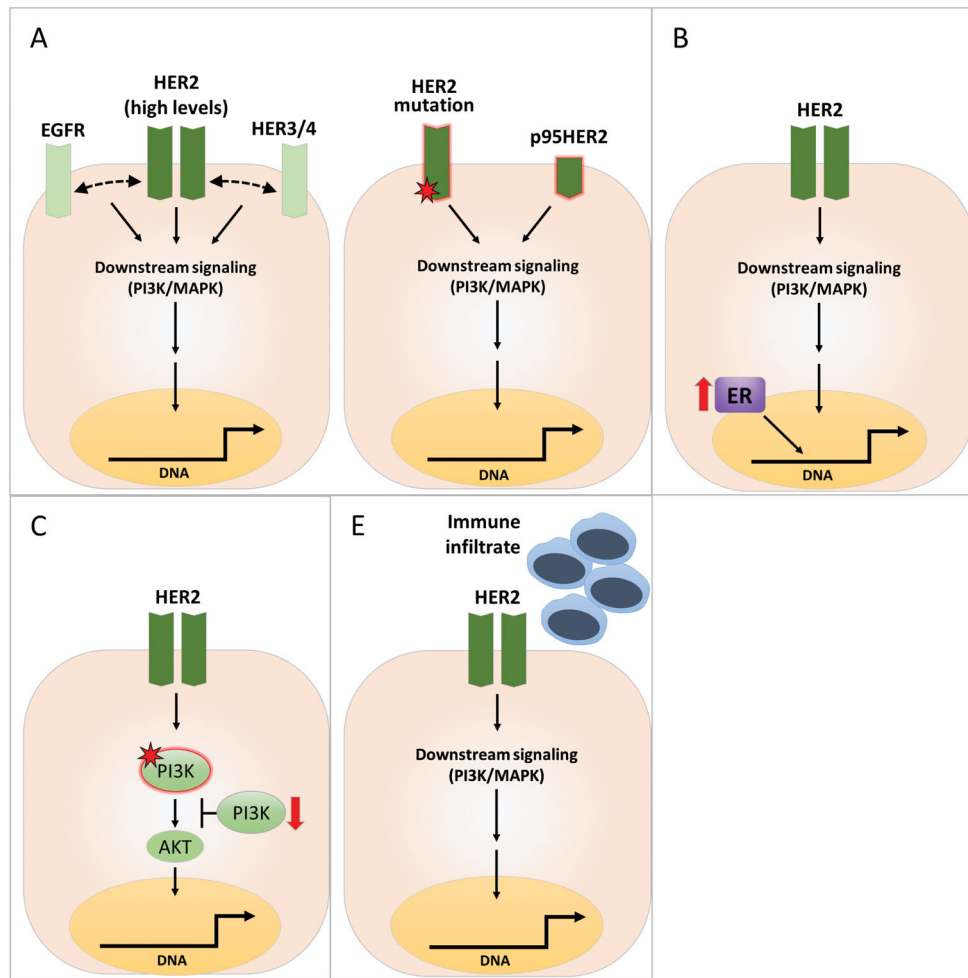 A
HER2
(high levels)
EGFR
HER3/4
Downstream signaling
(PI3K/MAPK)
DNA
HER2
mutation
p95HER2
Downstream signaling
(PI3K/MAPK)
DNA
B
HER2
Downstream signaling
(PI3K/MAPK)
ER
DNA
C
HER2
PI3K
PI3K
AKT
DNA
E
Immune
infiltrate
HER2
Downstream signaling
(PI3K/MAPK)
DNA